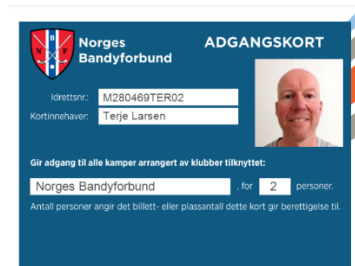 N B F
Norges
Bandyforbund
ADGANGSKORT
Idrettsnr.: M280469TER02
Kortinnehaver: Terje Larsen
Gir adgang til alle kamper arrangert av klubber tilknyttet:
Norges Bandyforbund , for 2 personer.
Antall personer angir det billett- eller plassantall dette kort gir berettigelse til.